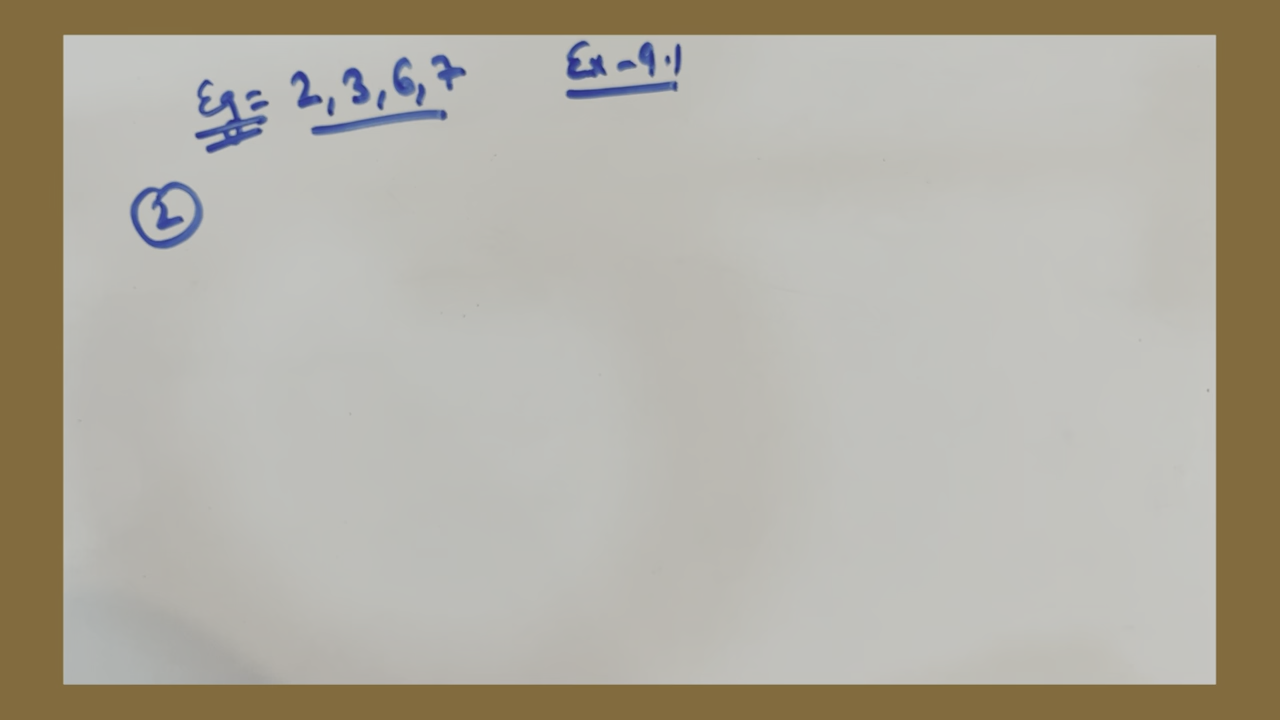 Eg = 2, 3, 6, 7 Ex - 9.1
2